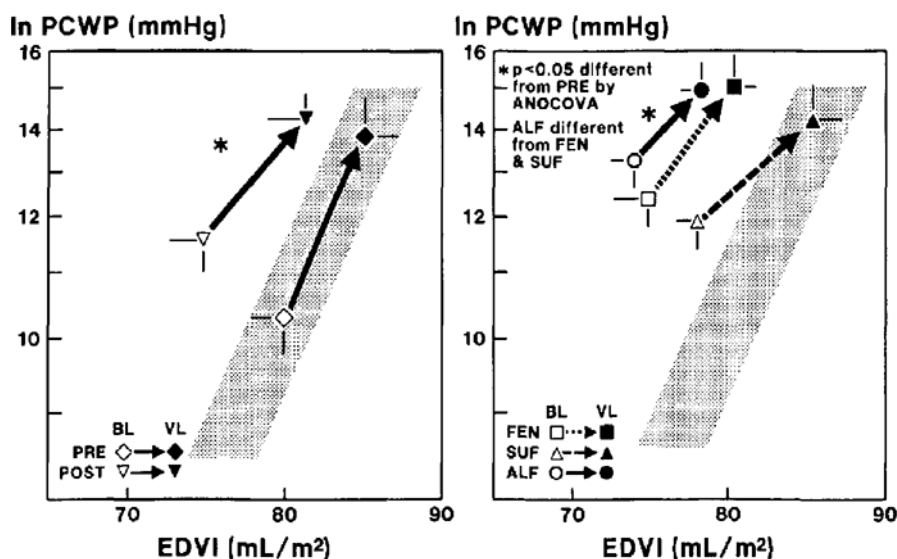 ln PCWP (mmHg)
16
14
12
10
70 80 90
EDVI (mL/m²)
*
BL VL
PRE
POST
ln PCWP (mmHg)
16
14
12
10
70 80 90
EDVI (mL/m²)
* p<0.05 different
from PRE by
ANOCOVA
ALF different
from FEN
& SUF
*
BL VL
FEN
SUF
ALF